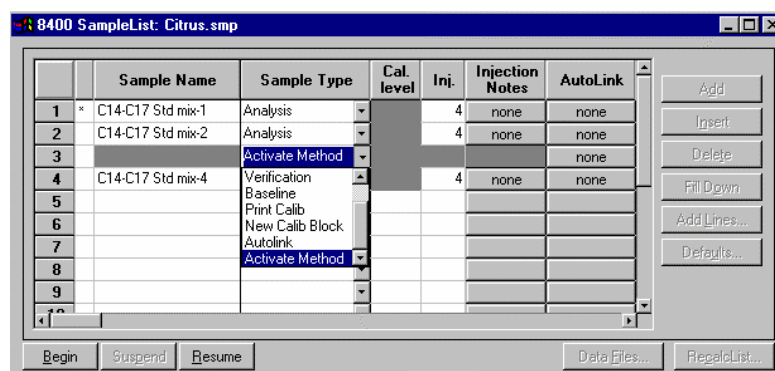 8400 SampleList: Citrus.smp
Sample Name Sample Type Cal. level Inj. Injection Notes AutoLink
1 * C14-C17 Std mix-1 Analysis 4 none none
2 C14-C17 Std mix-2 Analysis 4 none none
3 Activate Method none
4 C14-C17 Std mix-4 4 none none
Verification
Baseline
Print Calib
New Calib Block
Autolink
Activate Method
5
6
7
8
9
10
Add
Insert
Delete
Fill Down
Add Lines...
Defaults...
Begin Suspend Resume Data Files... RecalcList...